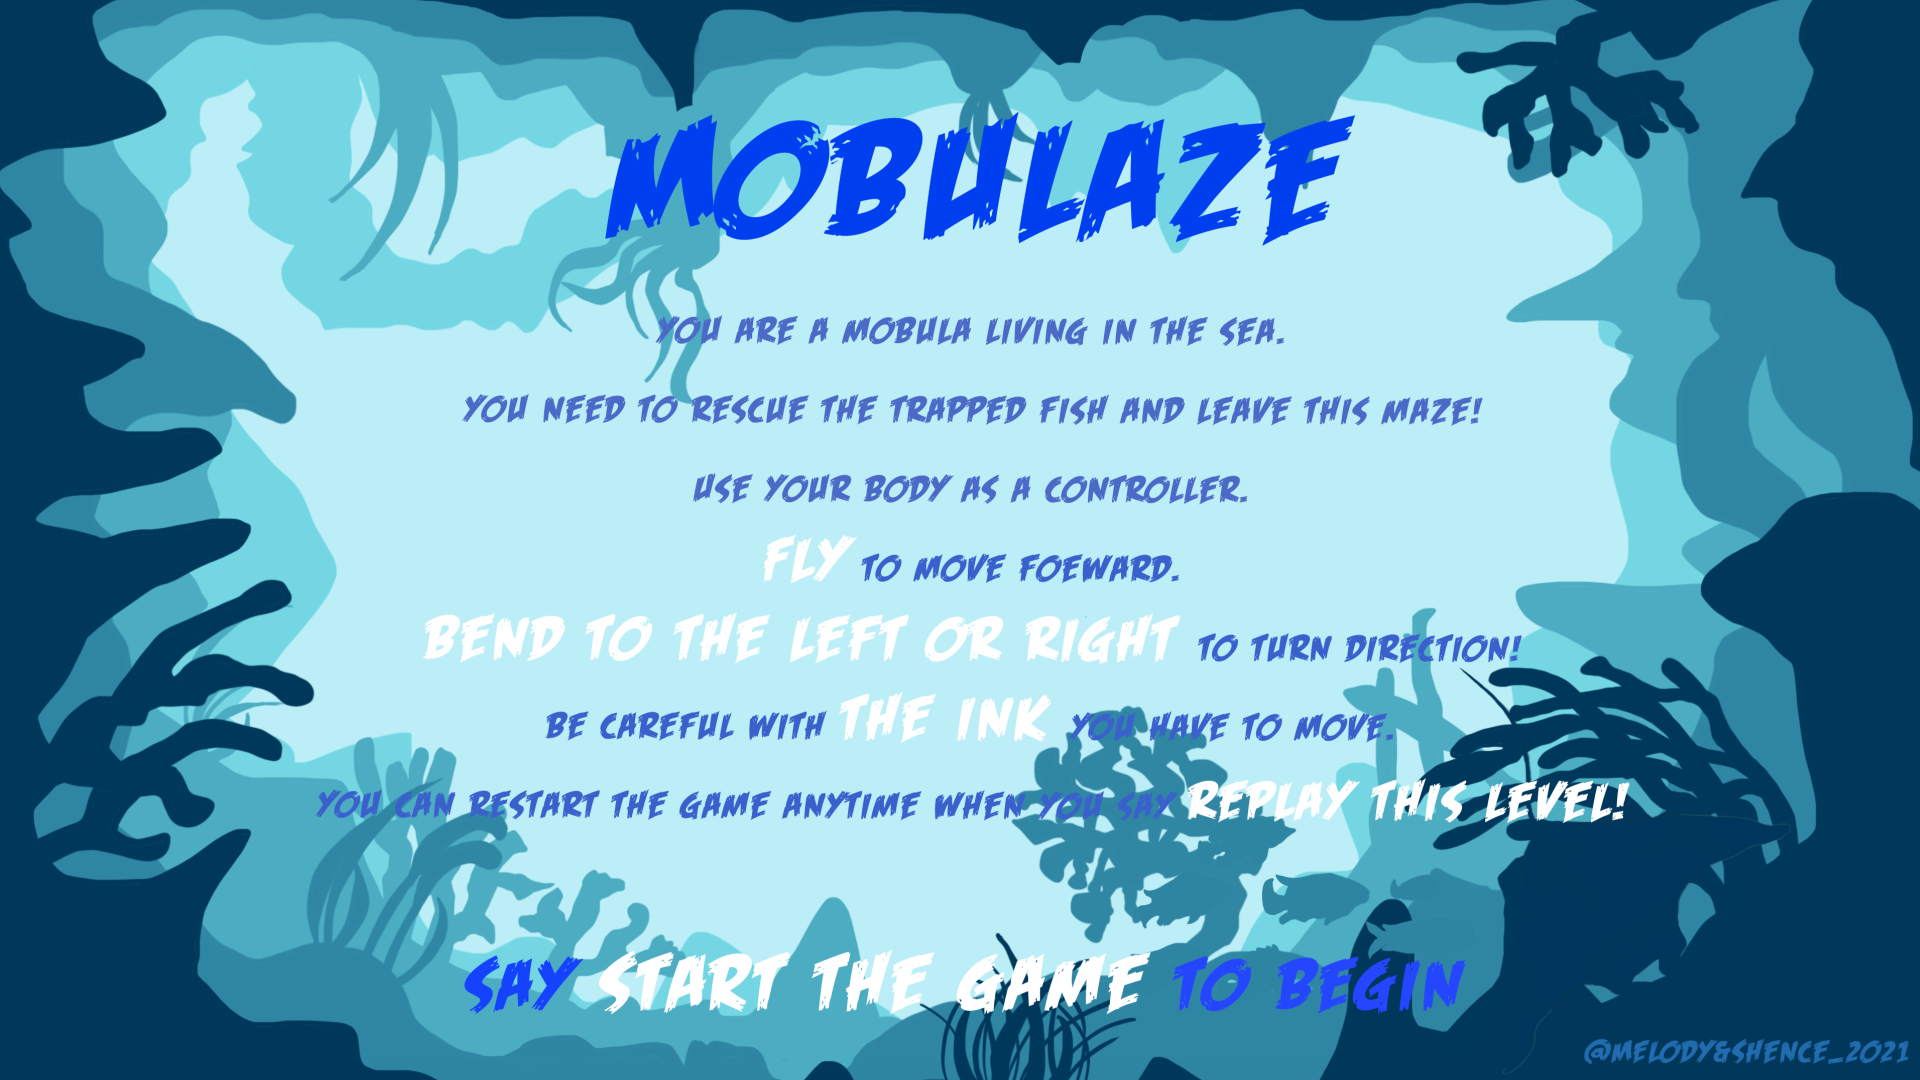 MOBULAZE
YOU ARE A MOBULA LIVING IN THE SEA.
YOU NEED TO RESCUE THE TRAPPED FISH AND LEAVE THIS MAZE!
USE YOUR BODY AS A CONTROLLER.
FLY TO MOVE FOEWARD.
BEND TO THE LEFT OR RIGHT TO TURN DIRECTION!
BE CAREFUL WITH THE INK YOU HAVE TO MOVE.
YOU CAN RESTART THE GAME ANYTIME WHEN YOU SAY REPLAY THIS LEVEL!
SAY START THE GAME TO BEGIN
@MELODY&SHENCE_2021